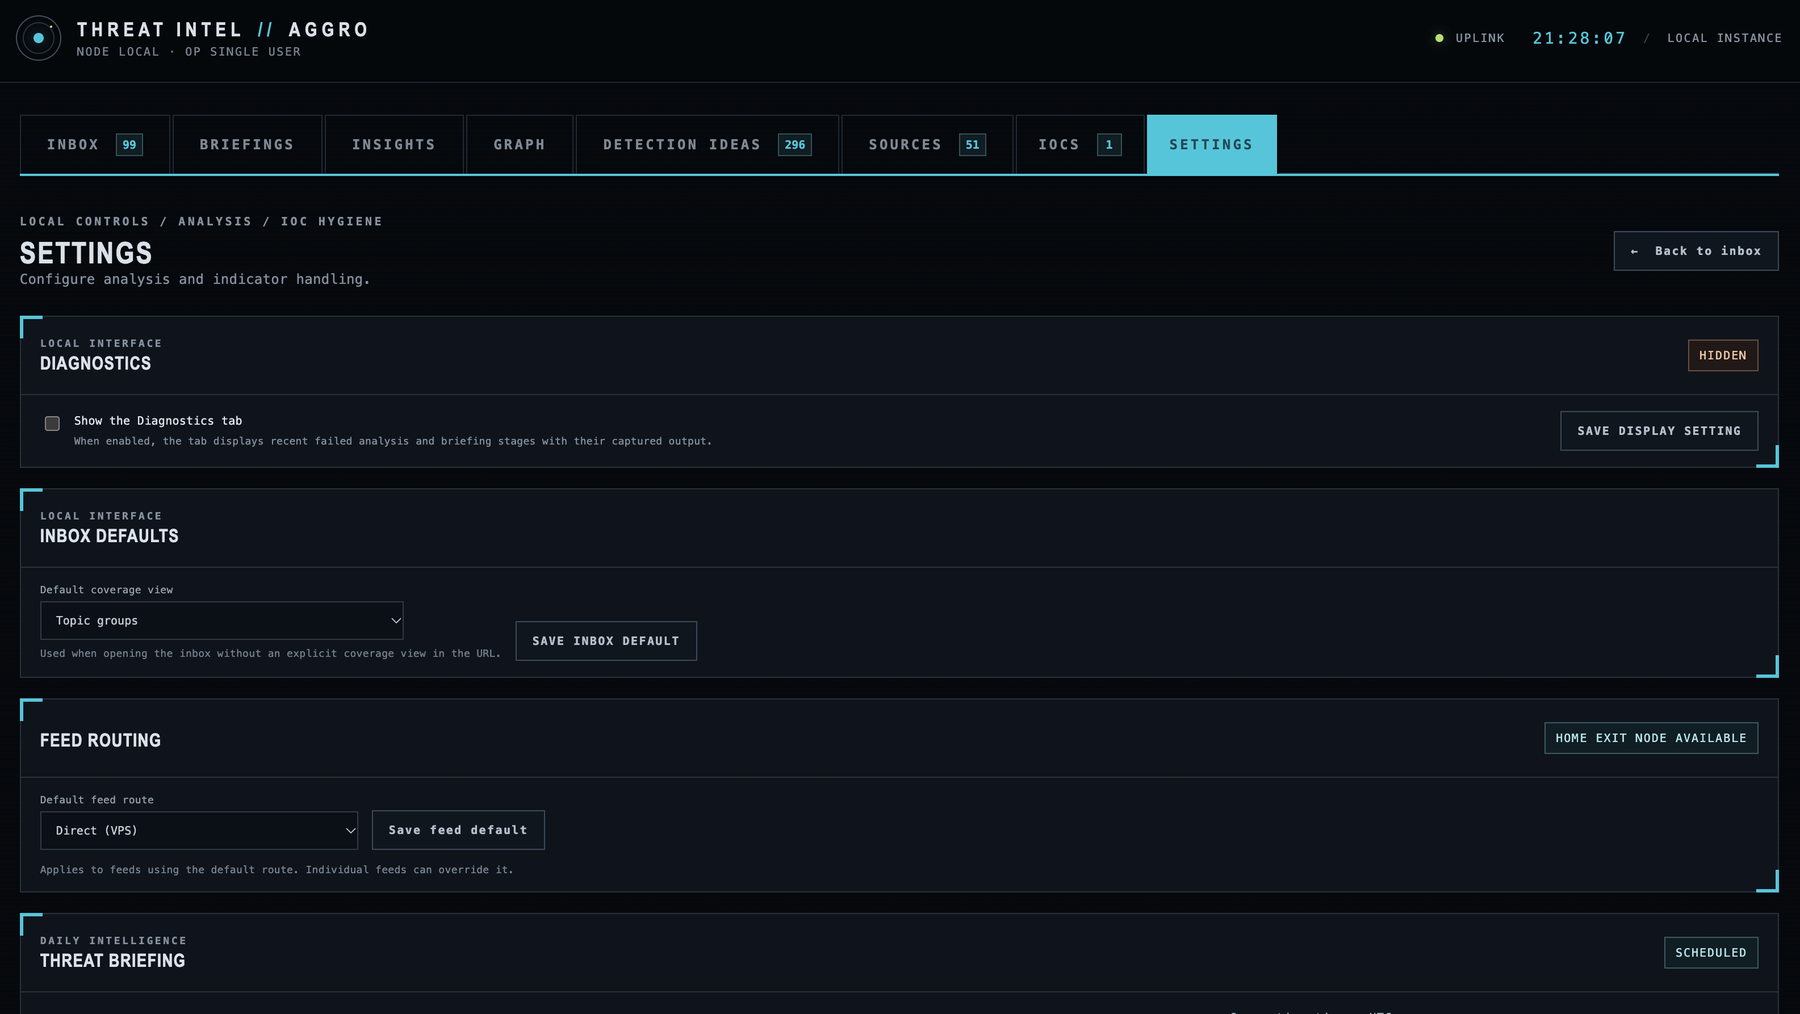 THREAT INTEL // AGGRO
NODE LOCAL · OP SINGLE USER
UPLINK 21:28:07 / LOCAL INSTANCE
INBOX 99 BRIEFINGS INSIGHTS GRAPH DETECTION IDEAS 296 SOURCES 51 IOCS 1 SETTINGS
LOCAL CONTROLS / ANALYSIS / IOC HYGIENE
SETTINGS
Configure analysis and indicator handling.
← Back to inbox
LOCAL INTERFACE
DIAGNOSTICS
HIDDEN
Show the Diagnostics tab
When enabled, the tab displays recent failed analysis and briefing stages with their captured output.
SAVE DISPLAY SETTING
LOCAL INTERFACE
INBOX DEFAULTS
Default coverage view
Topic groups
Used when opening the inbox without an explicit coverage view in the URL.
SAVE INBOX DEFAULT
FEED ROUTING
HOME EXIT NODE AVAILABLE
Default feed route
Direct (VPS)
Save feed default
Applies to feeds using the default route. Individual feeds can override it.
DAILY INTELLIGENCE
THREAT BRIEFING
SCHEDULED